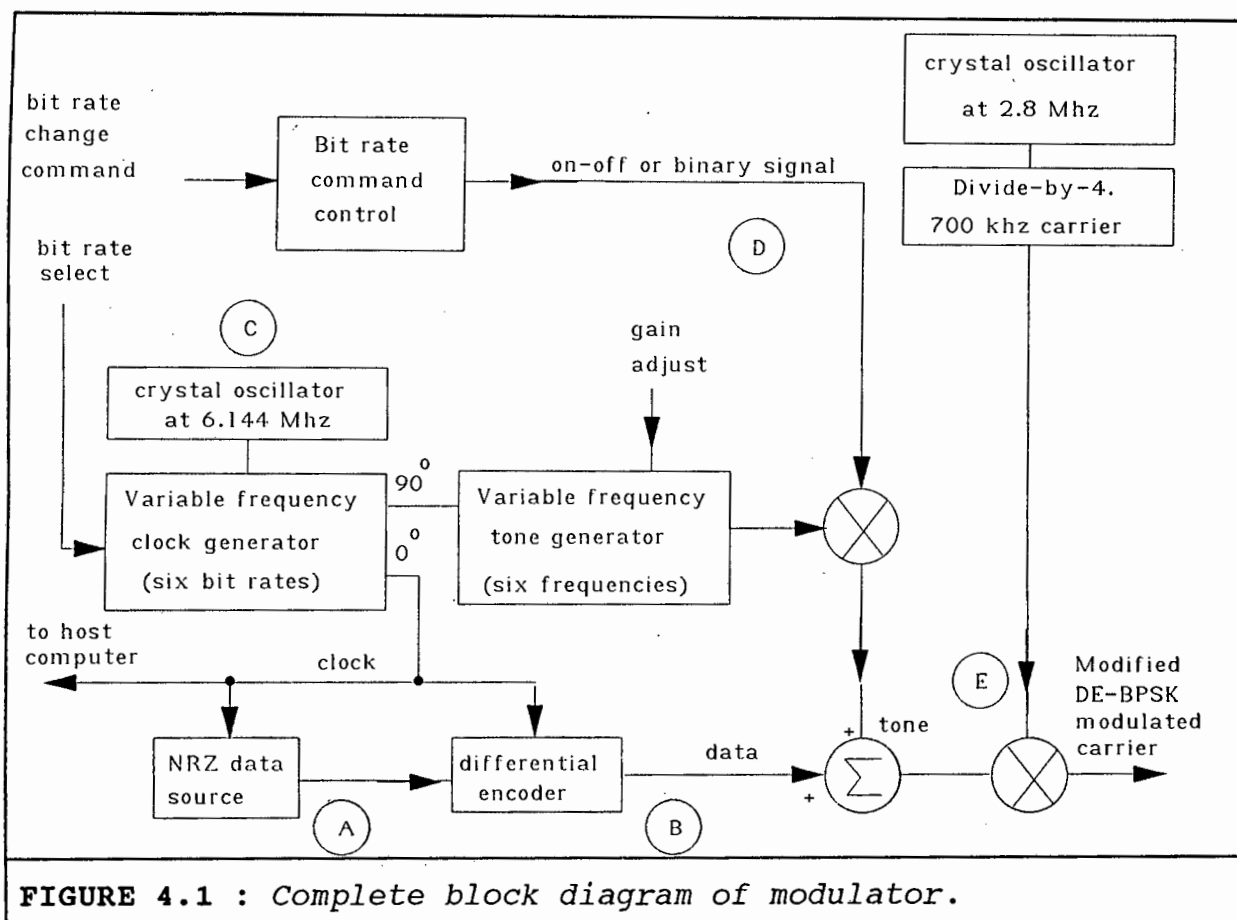 crystal oscillator
at 2.8 Mhz
Divide-by-4.
700 khz carrier
bit rate
change
command
Bit rate
command
control
on-off or binary signal
D
bit rate
select
C
crystal oscillator
at 6.144 Mhz
gain
adjust
Variable frequency
clock generator
(six bit rates)
90°
0°
Variable frequency
tone generator
(six frequencies)
to host
computer
clock
NRZ data
source
A
differential
encoder
B
data
+
+
tone
Σ
E
Modified
DE-BPSK
modulated
carrier
FIGURE 4.1 : Complete block diagram of modulator.